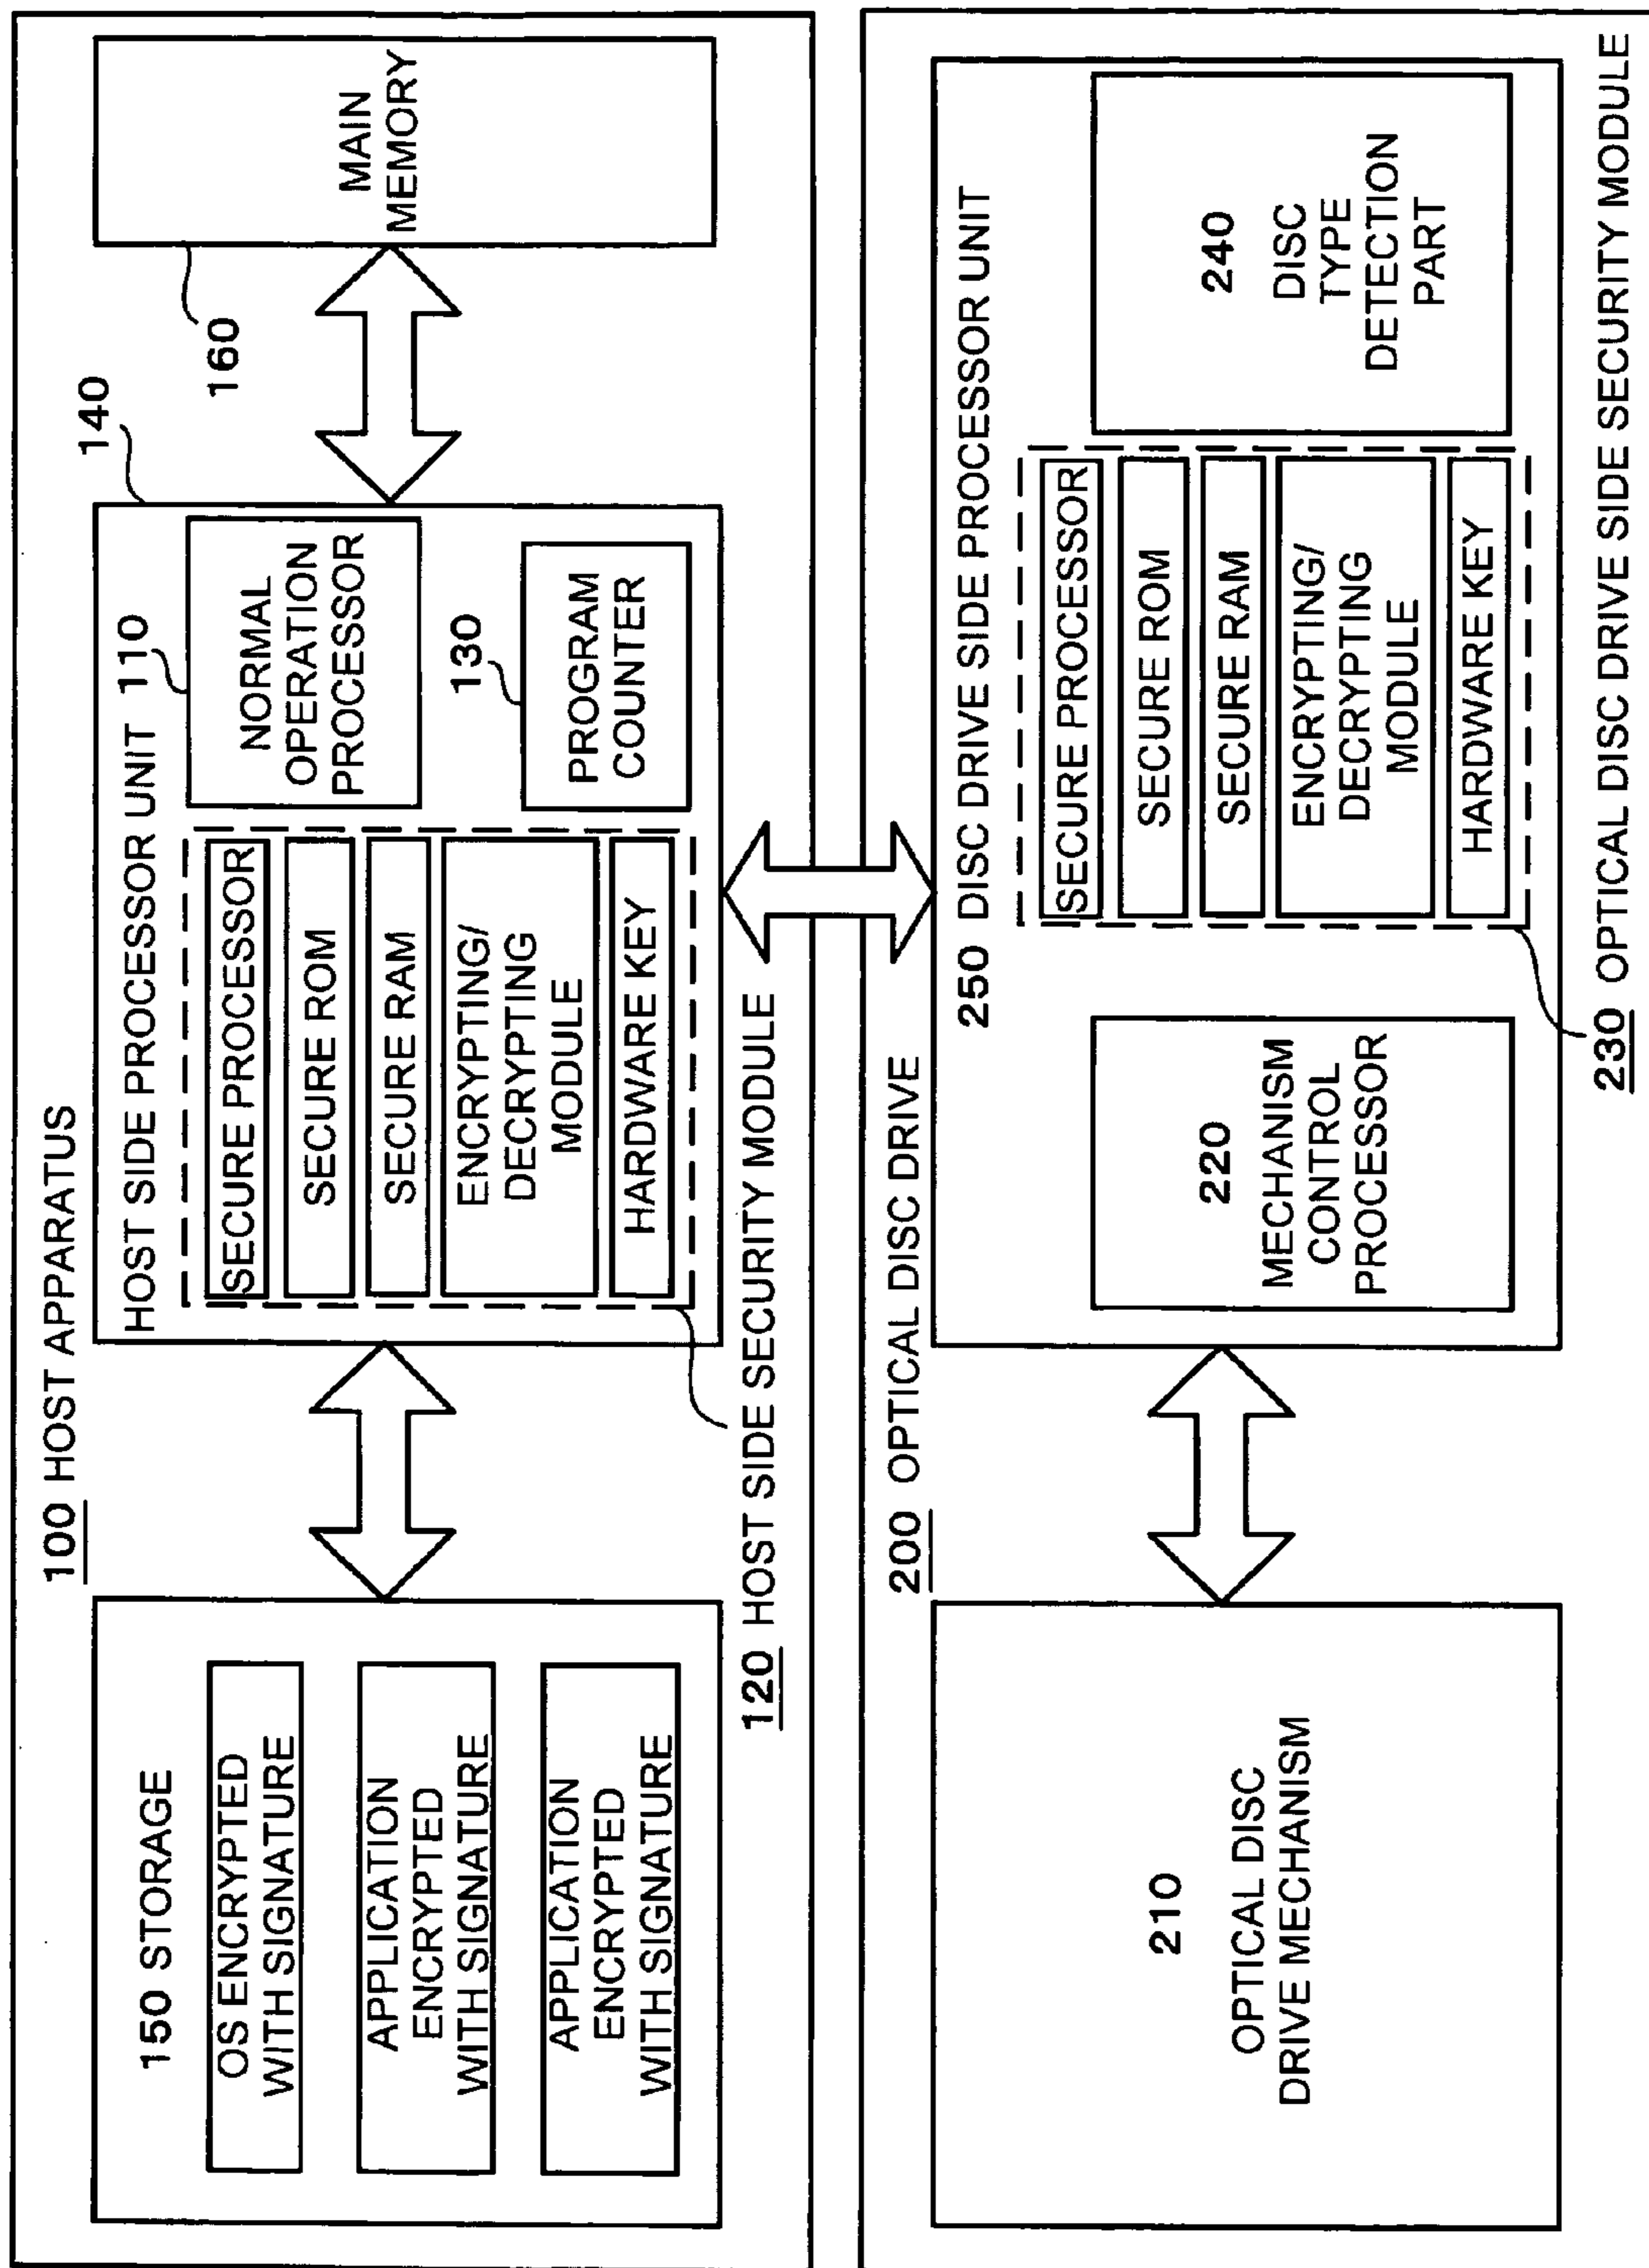 100 HOST APPARATUS
150 STORAGE
OS ENCRYPTED
WITH SIGNATURE
APPLICATION
ENCRYPTED
WITH SIGNATURE
APPLICATION
ENCRYPTED
WITH SIGNATURE
HOST SIDE PROCESSOR UNIT
140
SECURE PROCESSOR
SECURE ROM
SECURE RAM
ENCRYPTING/
DECRYPTING
MODULE
HARDWARE KEY
110
NORMAL
OPERATION
PROCESSOR
130
PROGRAM
COUNTER
160
MAIN
MEMORY
120 HOST SIDE SECURITY MODULE
200 OPTICAL DISC DRIVE
210
OPTICAL DISC
DRIVE MECHANISM
250 DISC DRIVE SIDE PROCESSOR UNIT
220
MECHANISM
CONTROL
PROCESSOR
SECURE PROCESSOR
SECURE ROM
SECURE RAM
ENCRYPTING/
DECRYPTING
MODULE
HARDWARE KEY
240
DISC
TYPE
DETECTION
PART
230 OPTICAL DISC DRIVE SIDE SECURITY MODULE